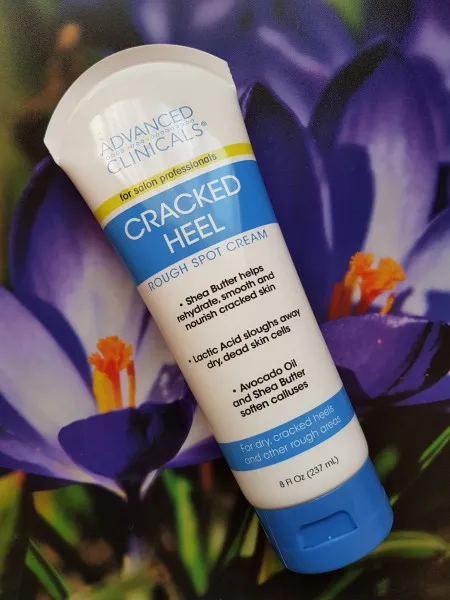 ADVANCED
CLINICALS®
for salon professionals
CRACKED
HEEL
ROUGH SPOT CREAM
• Shea Butter helps
rehydrate, smooth and
nourish cracked skin
• Lactic Acid sloughs away
dry, dead skin cells
• Avocado Oil
and Shea Butter
soften calluses
For dry, cracked heels
and other rough areas
8 Fl Oz (237 mL)